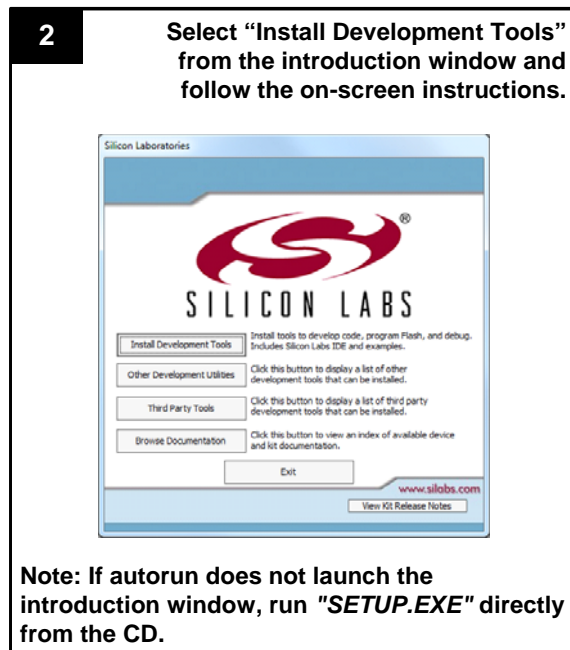 2
Select “Install Development Tools”
from the introduction window and
follow the on-screen instructions.
Silicon Laboratories
®
SILICON LABS
Install Development Tools
Install tools to develop code, program Flash, and debug.
Includes Silicon Labs IDE and examples.
Other Development Utilities
Click this button to display a list of other
development tools that can be installed.
Third Party Tools
Click this button to display a list of third party
development tools that can be installed.
Browse Documentation
Click this button to view an index of available device
and kit documentation.
Exit
www.silabs.com
View Kit Release Notes
Note: If autorun does not launch the
introduction window, run "SETUP.EXE" directly
from the CD.